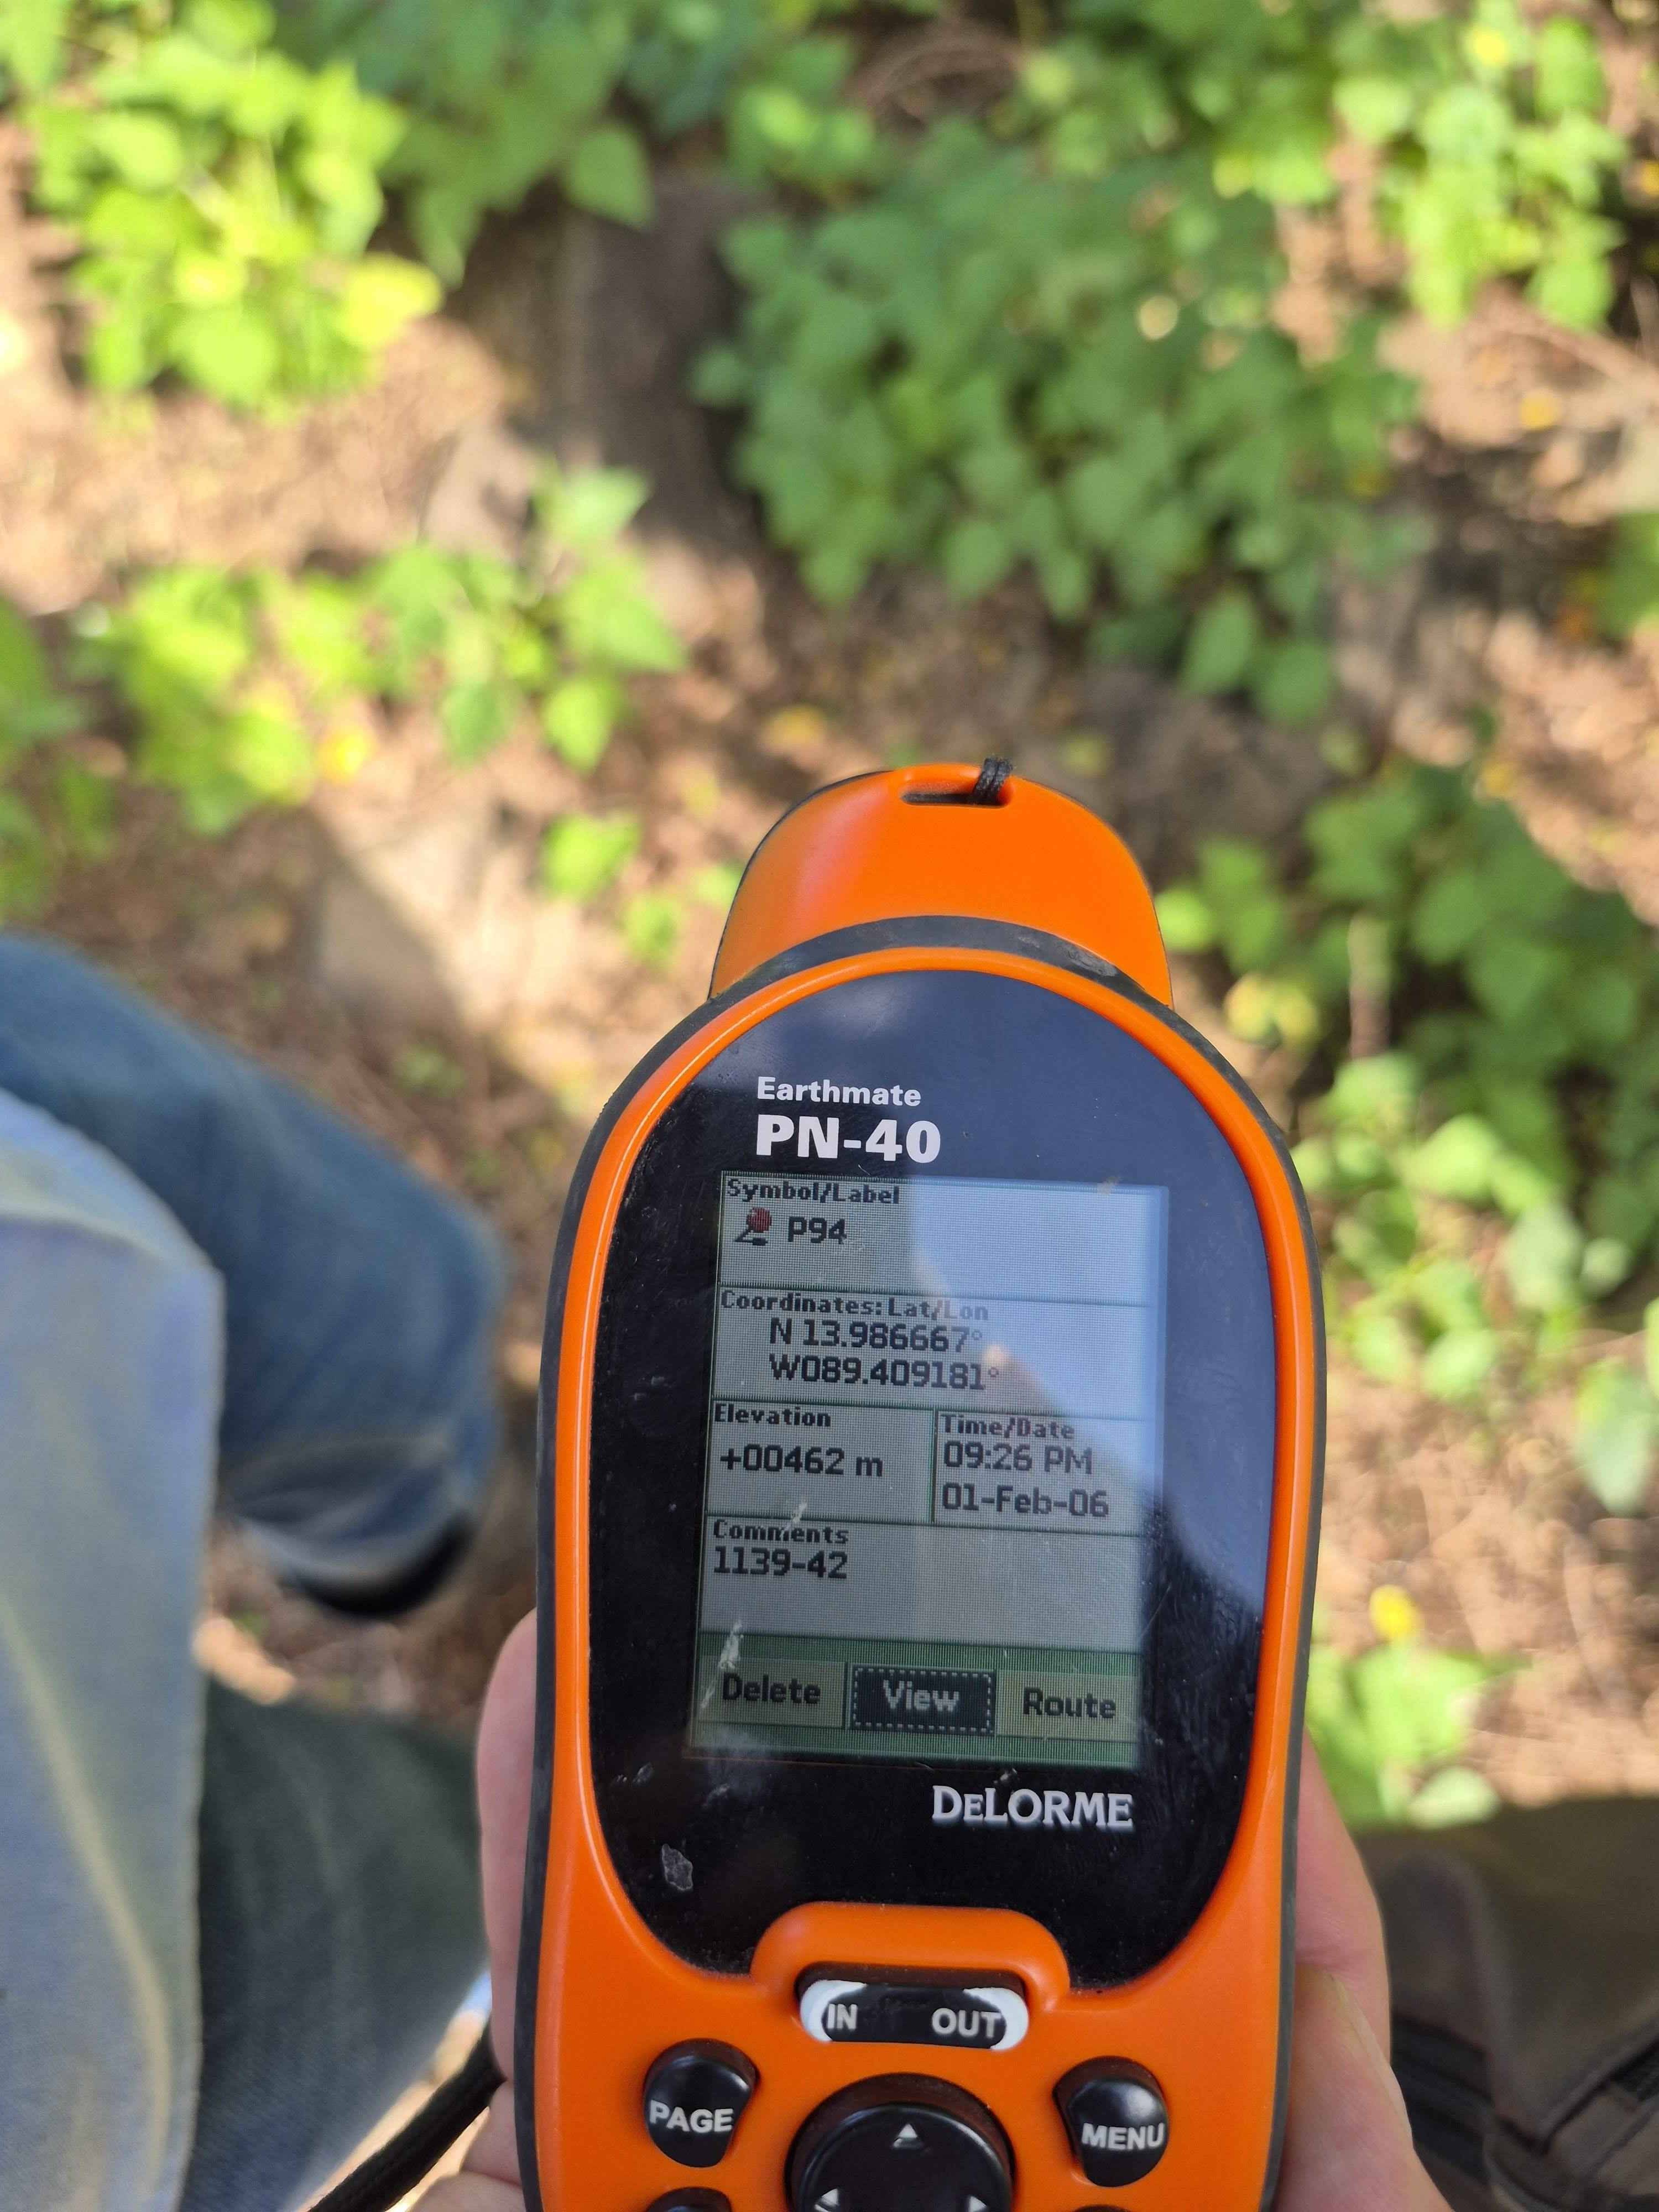 Earthmate
PN-40
Symbol/Label
P94
Coordinates: Lat/Lon
N 13.986667°
W089.409181°
Elevation
+00462 m
Time/Date
09:26 PM
01-Feb-06
Comments
1139-42
Delete View Route
DELORME
IN OUT
PAGE
MENU